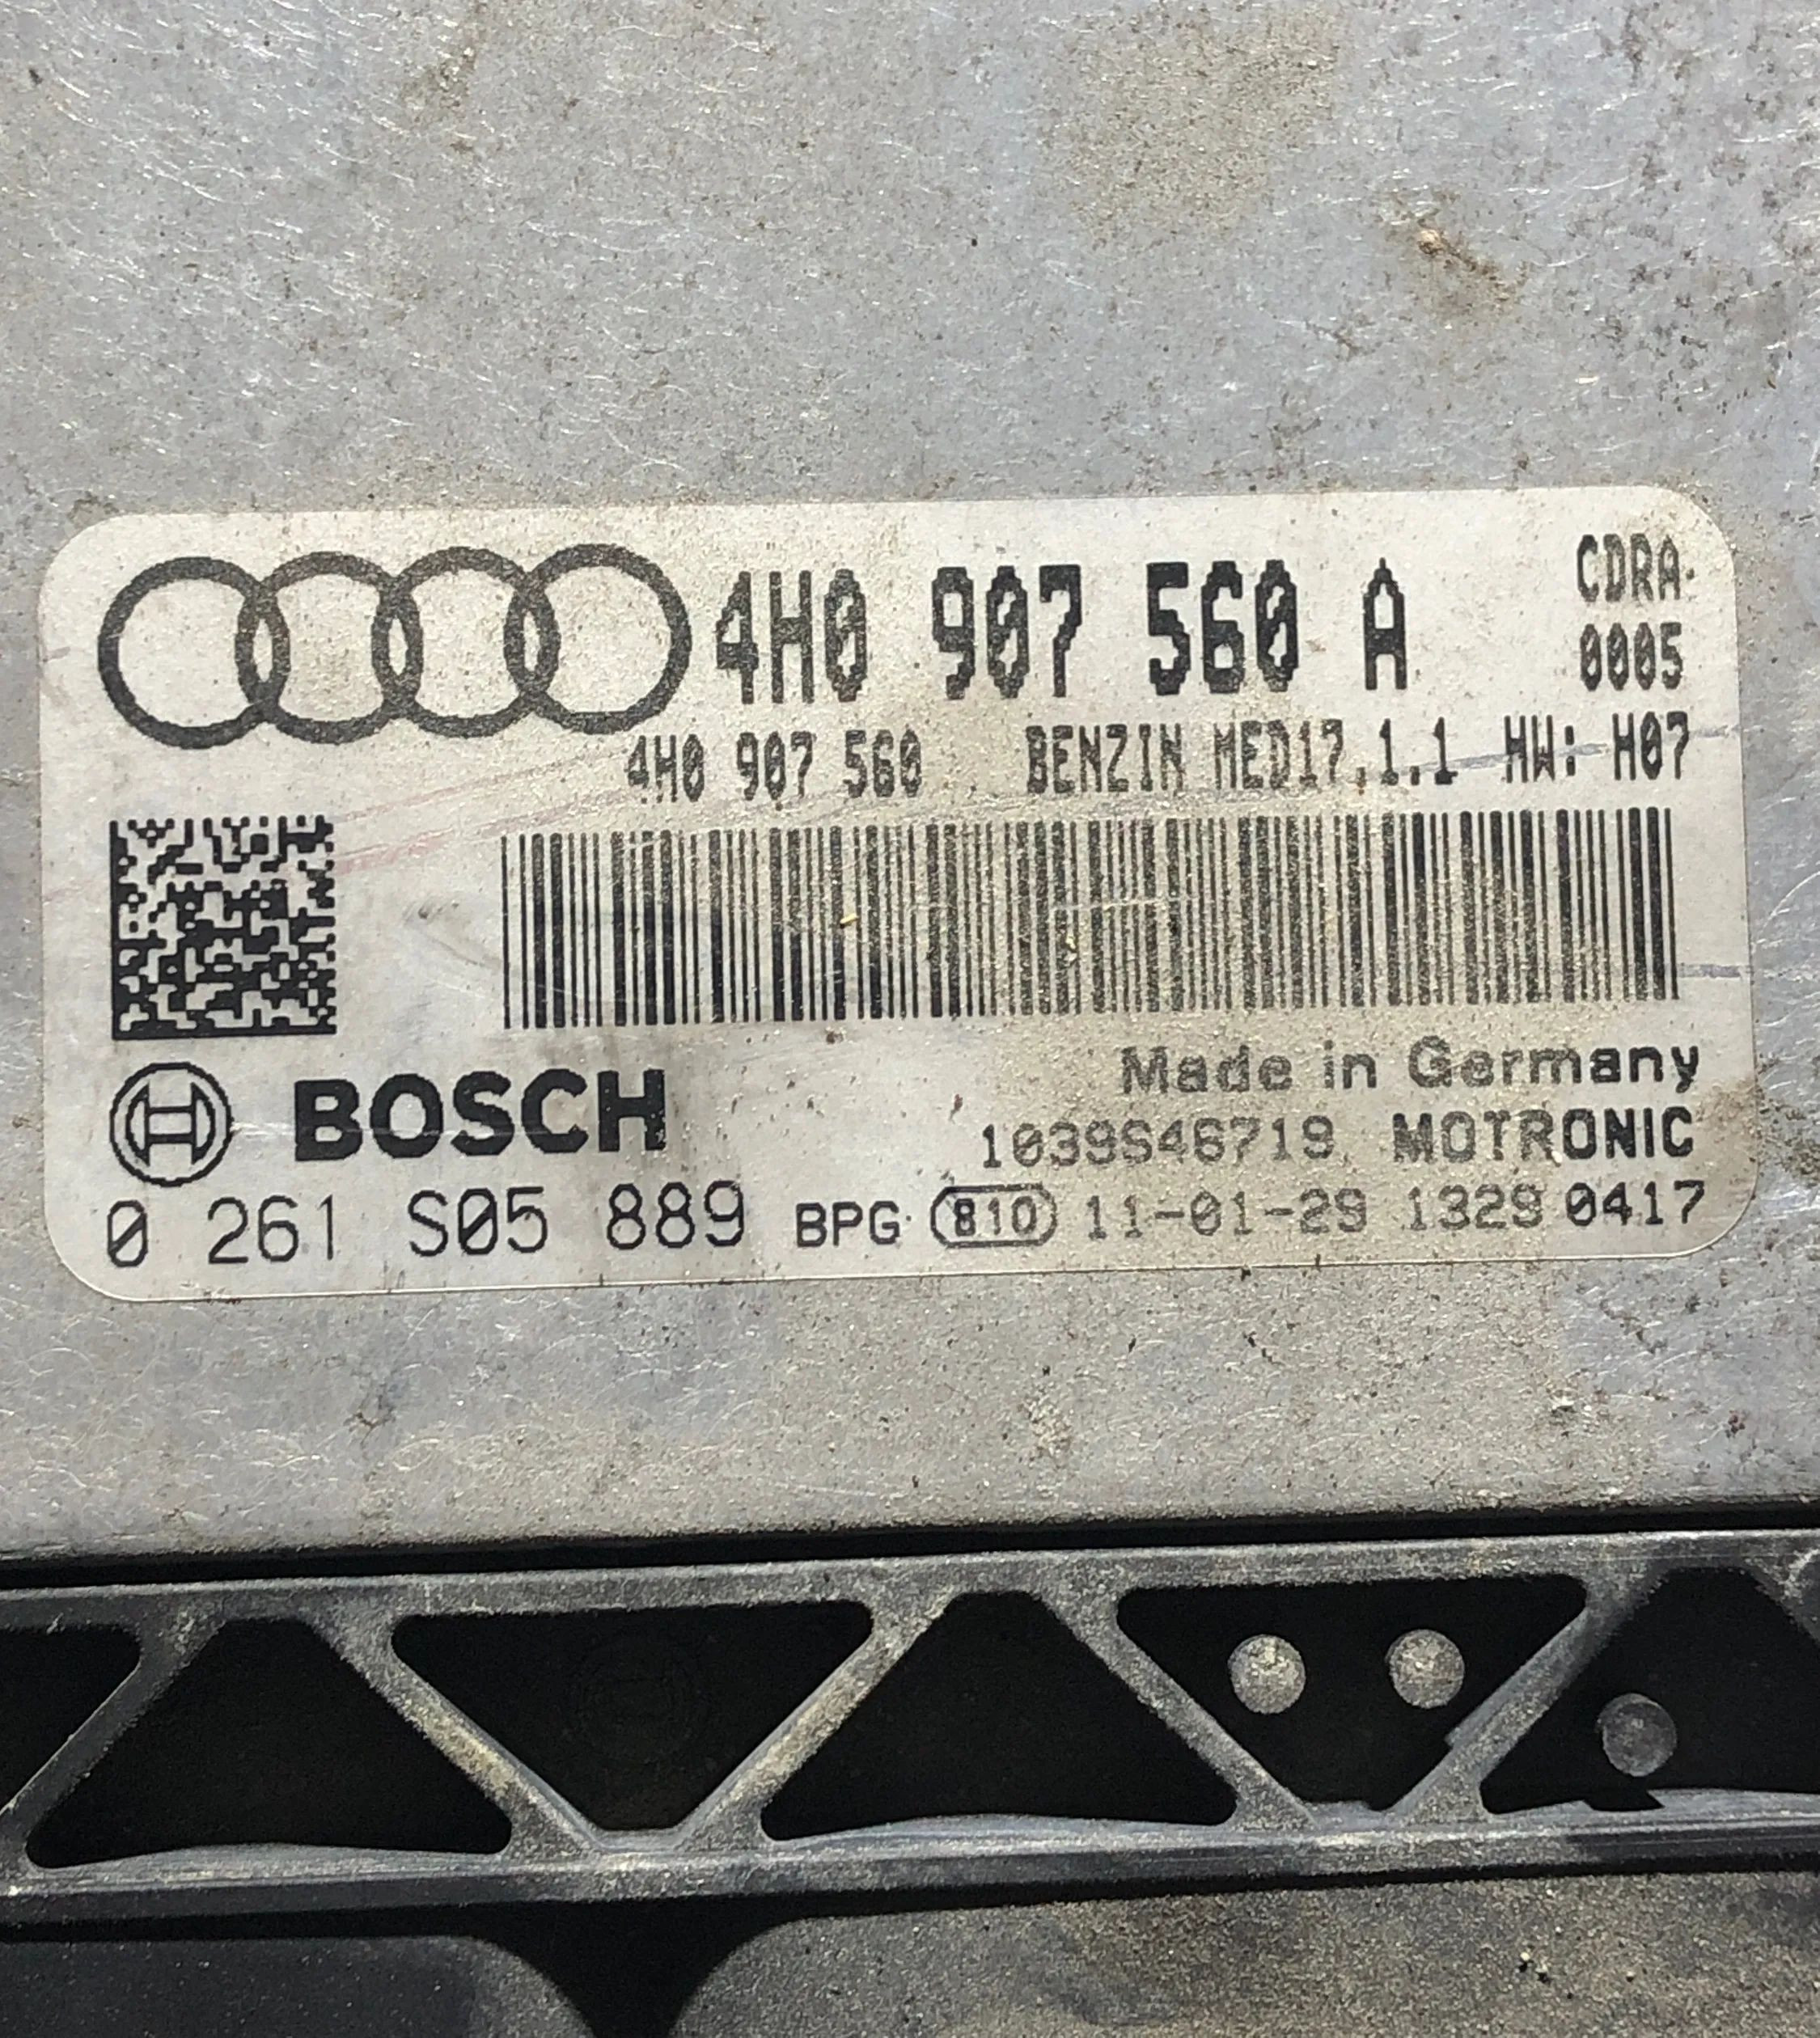 4H0 907 560 A
CDRA
0005
4H0 907 560 BENZIN MED17.1.1 HW: H07
BOSCH
Made in Germany
1039S46719 MOTRONIC
0 261 S05 889 BPG 810 11-01-29 1329 0417